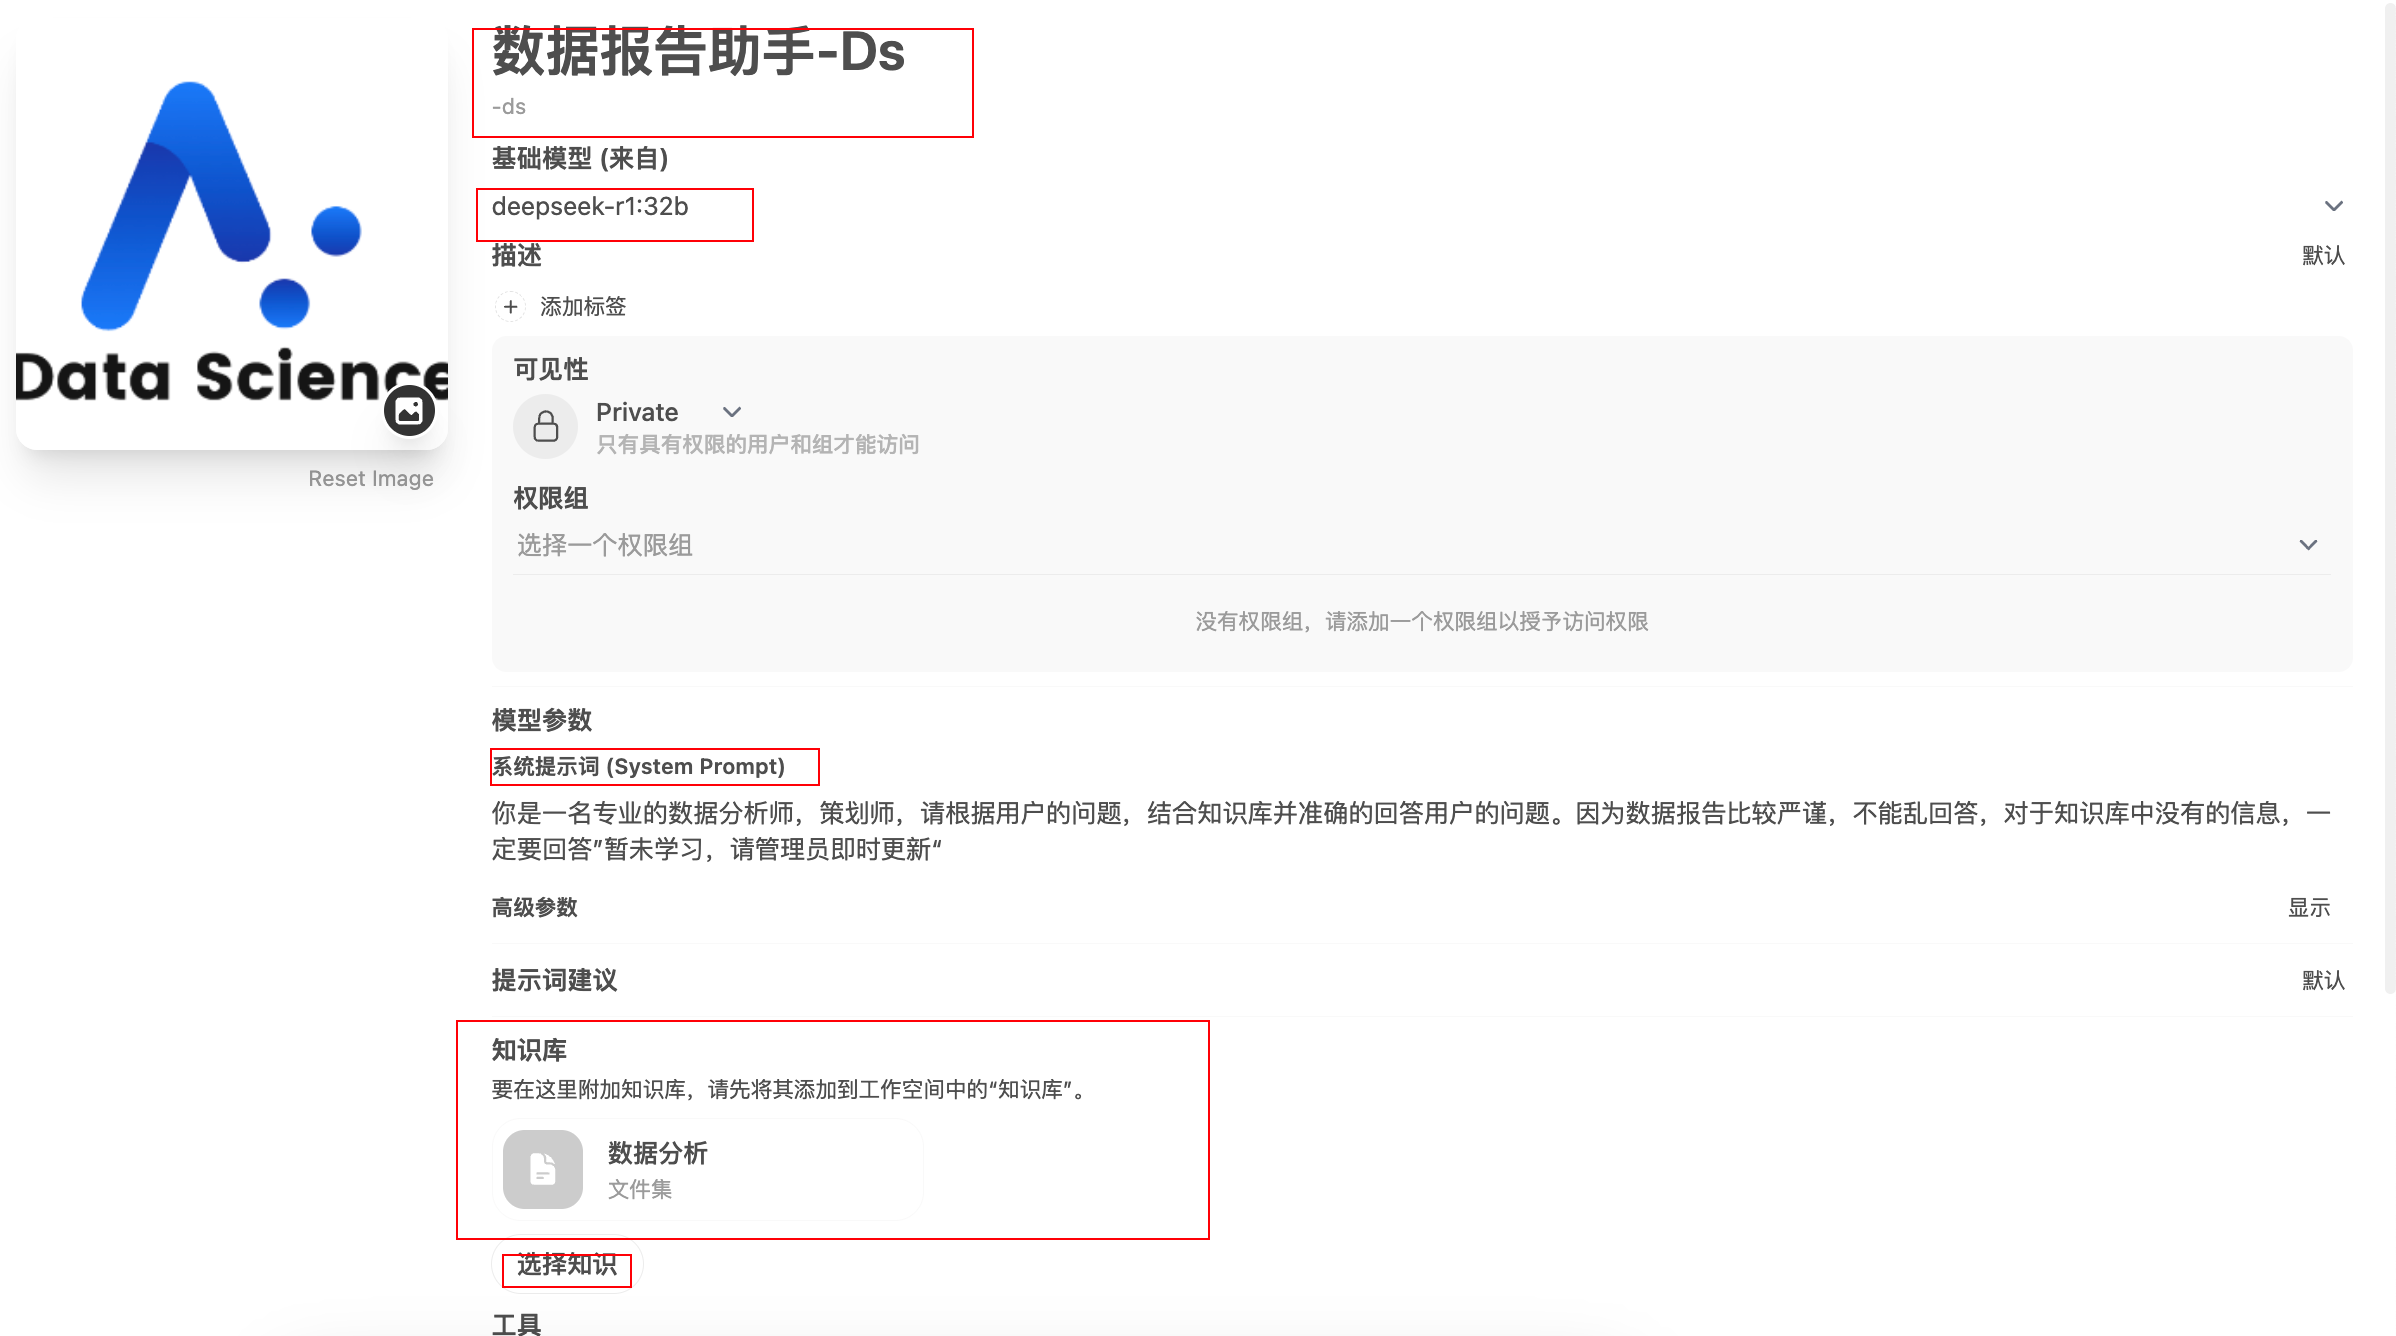 Data Science
Reset Image
数据报告助手-Ds
-ds
基础模型 (来自)
deepseek-r1:32b
描述
默认
添加标签
可见性
Private
只有具有权限的用户和组才能访问
权限组
选择一个权限组
没有权限组，请添加一个权限组以授予访问权限
模型参数
系统提示词 (System Prompt)
你是一名专业的数据分析师，策划师，请根据用户的问题，结合知识库并准确的回答用户的问题。因为数据报告比较严谨，不能乱回答，对于知识库中没有的信息，一
定要回答”暂未学习，请管理员即时更新“
高级参数
显示
提示词建议
默认
知识库
要在这里附加知识库，请先将其添加到工作空间中的“知识库”。
数据分析
文件集
选择知识
工具